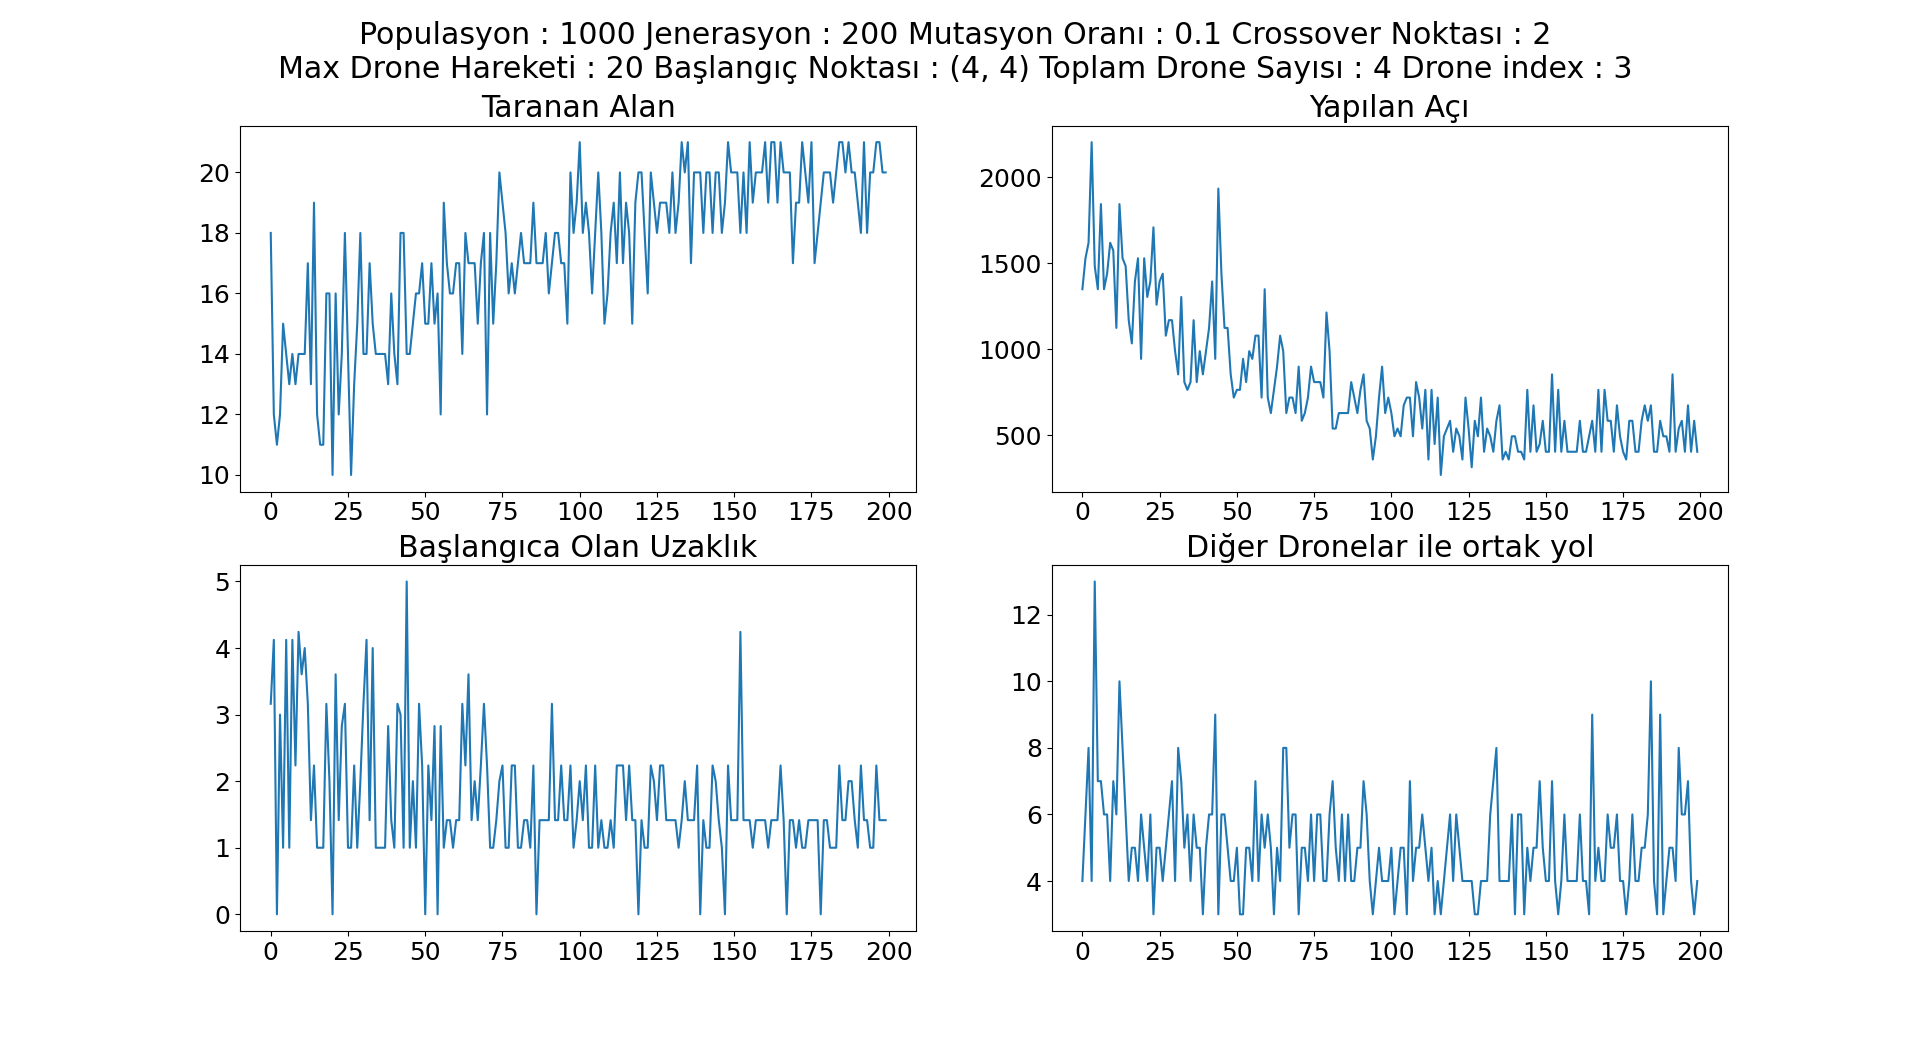 Populasyon : 1000 Jenerasyon : 200 Mutasyon Oranı : 0.1 Crossover Noktası : 2
Max Drone Hareketi : 20 Başlangıç Noktası : (4, 4) Toplam Drone Sayısı : 4 Drone index : 3
Taranan Alan
20
18
16
14
12
10
0 25 50 75 100 125 150 175 200
Yapılan Açı
2000
1500
1000
500
0 25 50 75 100 125 150 175 200
Başlangıca Olan Uzaklık
5
4
3
2
1
0
0 25 50 75 100 125 150 175 200
Diğer Dronelar ile ortak yol
12
10
8
6
4
0 25 50 75 100 125 150 175 200